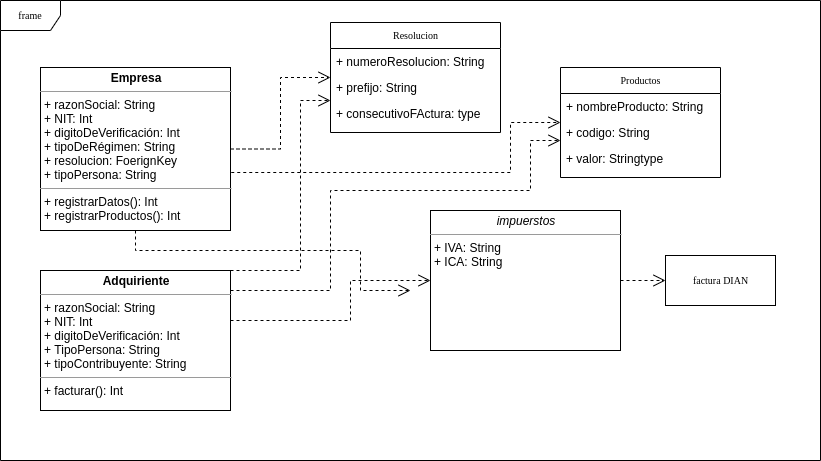 frame
Resolucion
+ numeroResolucion: String
+ prefijo: String
+ consecutivoFActura: type
Empresa
+ razonSocial: String
+ NIT: Int
+ digitoDeVerificación: Int
+ tipoDeRégimen: String
+ resolucion: FoerignKey
+ tipoPersona: String
+ registrarDatos(): Int
+ registrarProductos(): Int
Productos
+ nombreProducto: String
+ codigo: String
+ valor: Stringtype
impuerstos
+ IVA: String
+ ICA: String
factura DIAN
Adquiriente
+ razonSocial: String
+ NIT: Int
+ digitoDeVerificación: Int
+ TipoPersona: String
+ tipoContribuyente: String
+ facturar(): Int